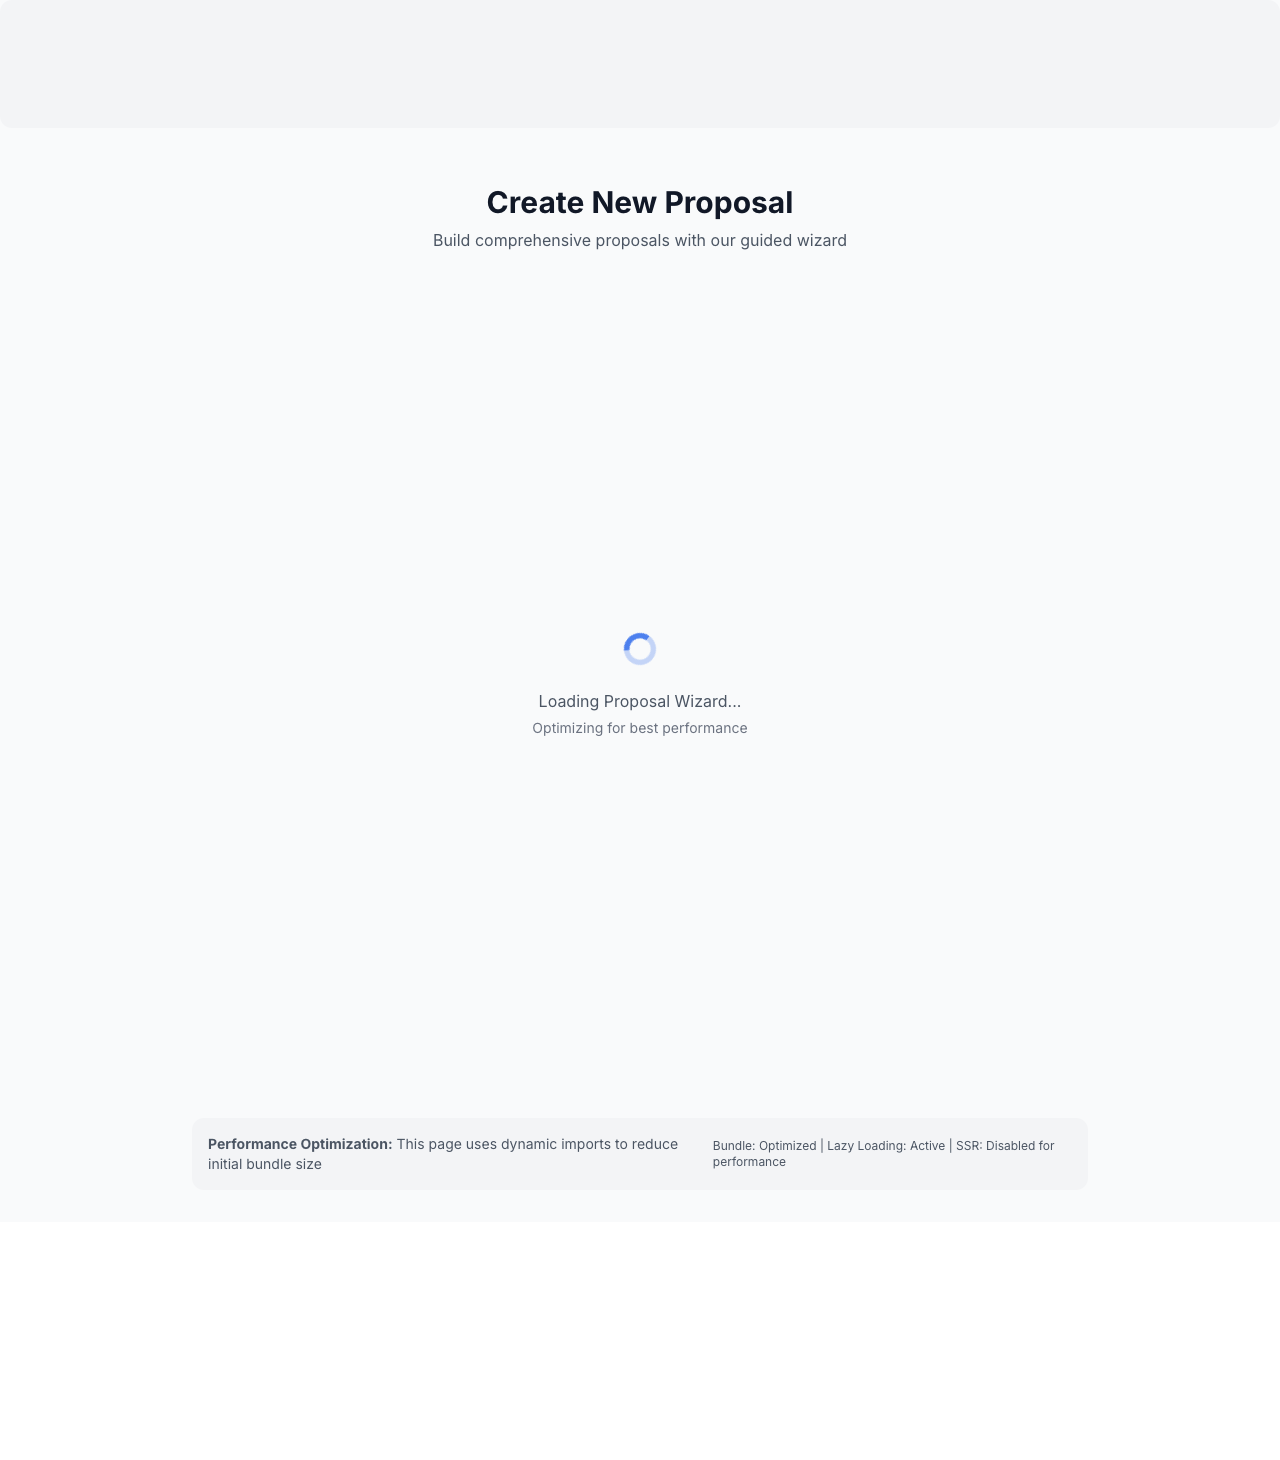 Create New Proposal
Build comprehensive proposals with our guided wizard
Loading Proposal Wizard...
Optimizing for best performance
Performance Optimization: This page uses dynamic imports to reduce
initial bundle size
Bundle: Optimized | Lazy Loading: Active | SSR: Disabled for
performance